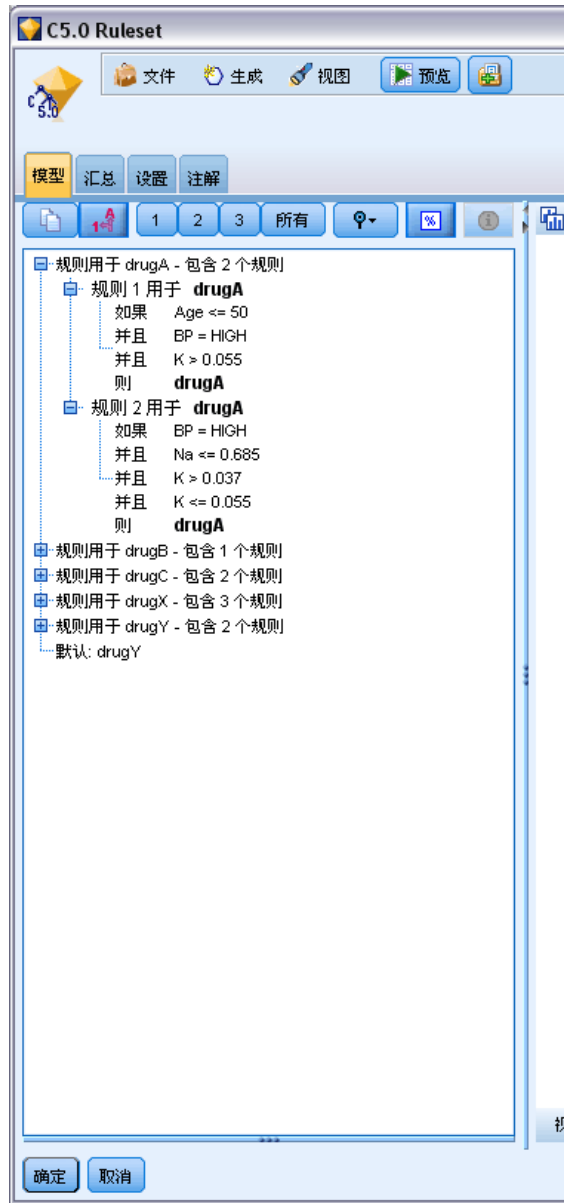 C5.0 Ruleset
文件 生成 视图 预览
C 5.0
模型 汇总 设置 注解
1 2 3 所有 %
规则用于 drugA - 包含 2 个规则
规则 1 用于 drugA
如果 Age <= 50
并且 BP = HIGH
并且 K > 0.055
则 drugA
规则 2 用于 drugA
如果 BP = HIGH
并且 Na <= 0.685
并且 K > 0.037
并且 K <= 0.055
则 drugA
规则用于 drugB - 包含 1 个规则
规则用于 drugC - 包含 2 个规则
规则用于 drugX - 包含 3 个规则
规则用于 drugY - 包含 2 个规则
默认: drugY
确定 取消